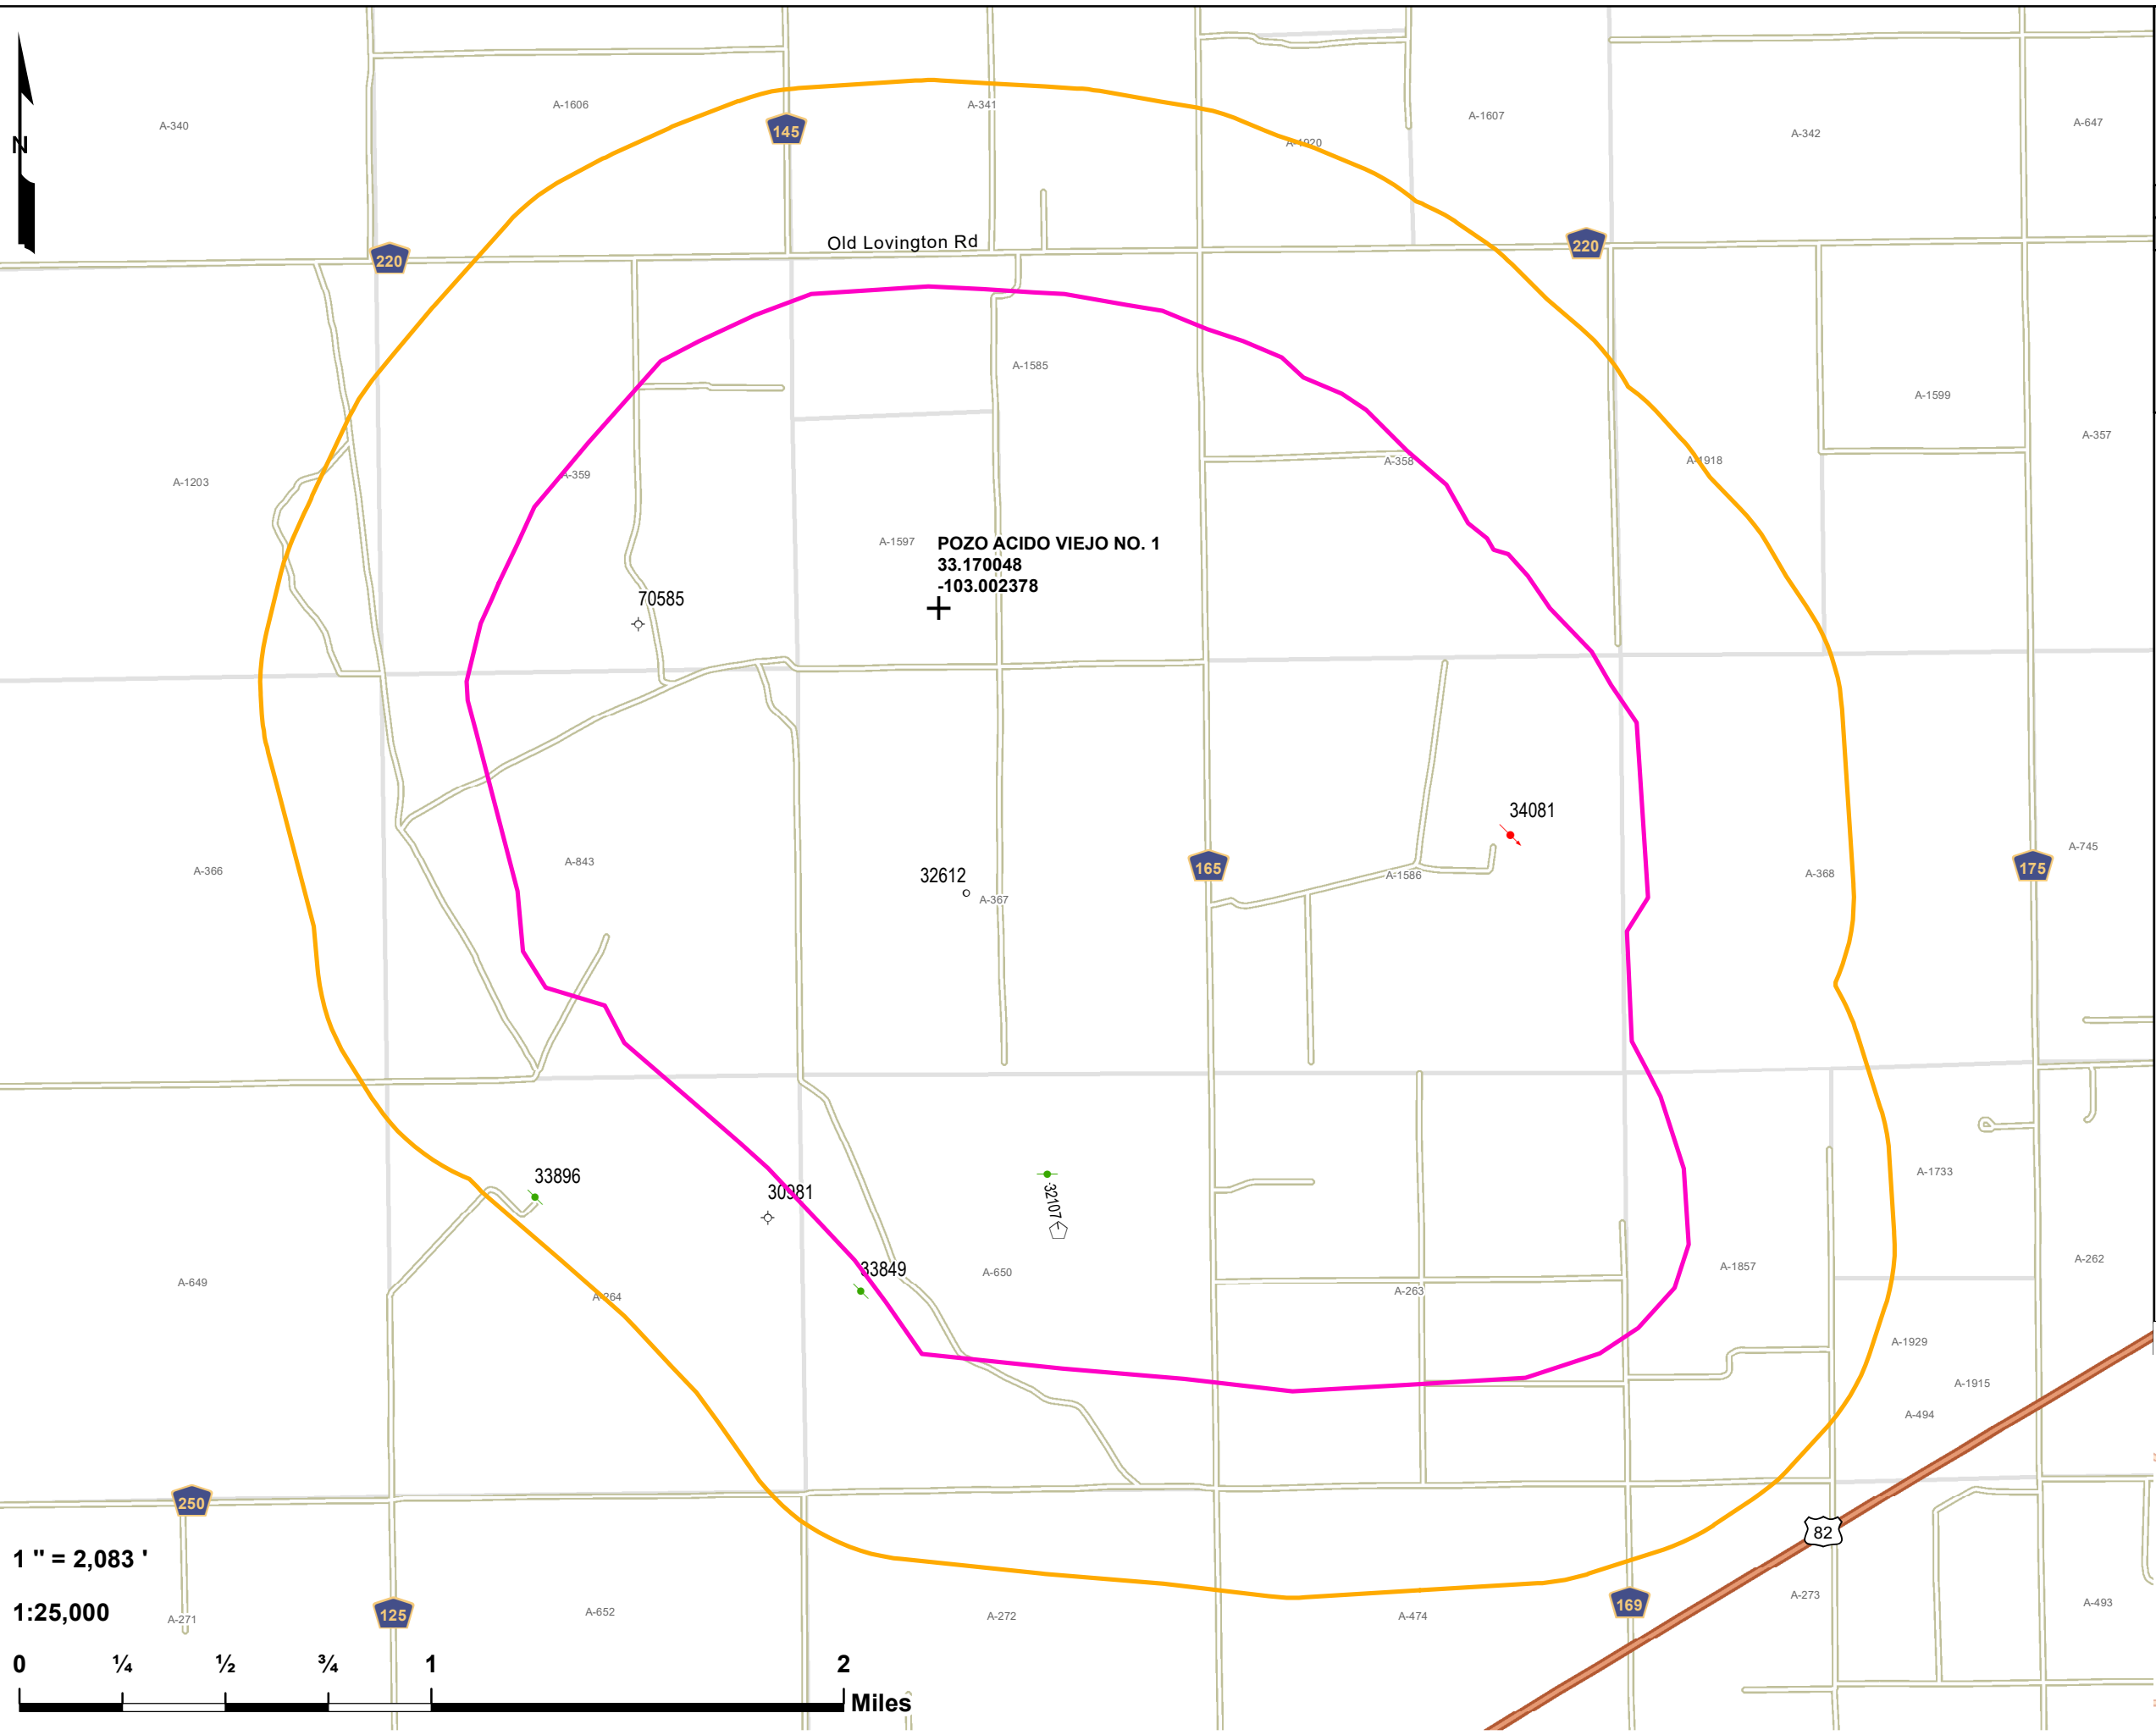 A-340
A-1606
A-341
A-1607
A-342
A-647
145
A-1920
N
Old Lovington Rd
220
220
A-1585
A-1599
A-357
A-1203
A-359
A-358
A-1918
A-1597
POZO ACIDO VIEJO NO. 1
33.170048
-103.002378
70585
34081
A-366
A-843
32612
A-367
165
A-1586
A-368
175
A-745
33896
30981
32107
A-1733
A-649
A-264
33849
A-650
A-263
A-1857
A-262
A-1929
A-1915
A-494
250
82
1 " = 2,083 '
1:25,000
A-271
125
A-652
A-272
A-474
169
A-273
A-493
0 ¼ ½ ¾ 1 2
Miles